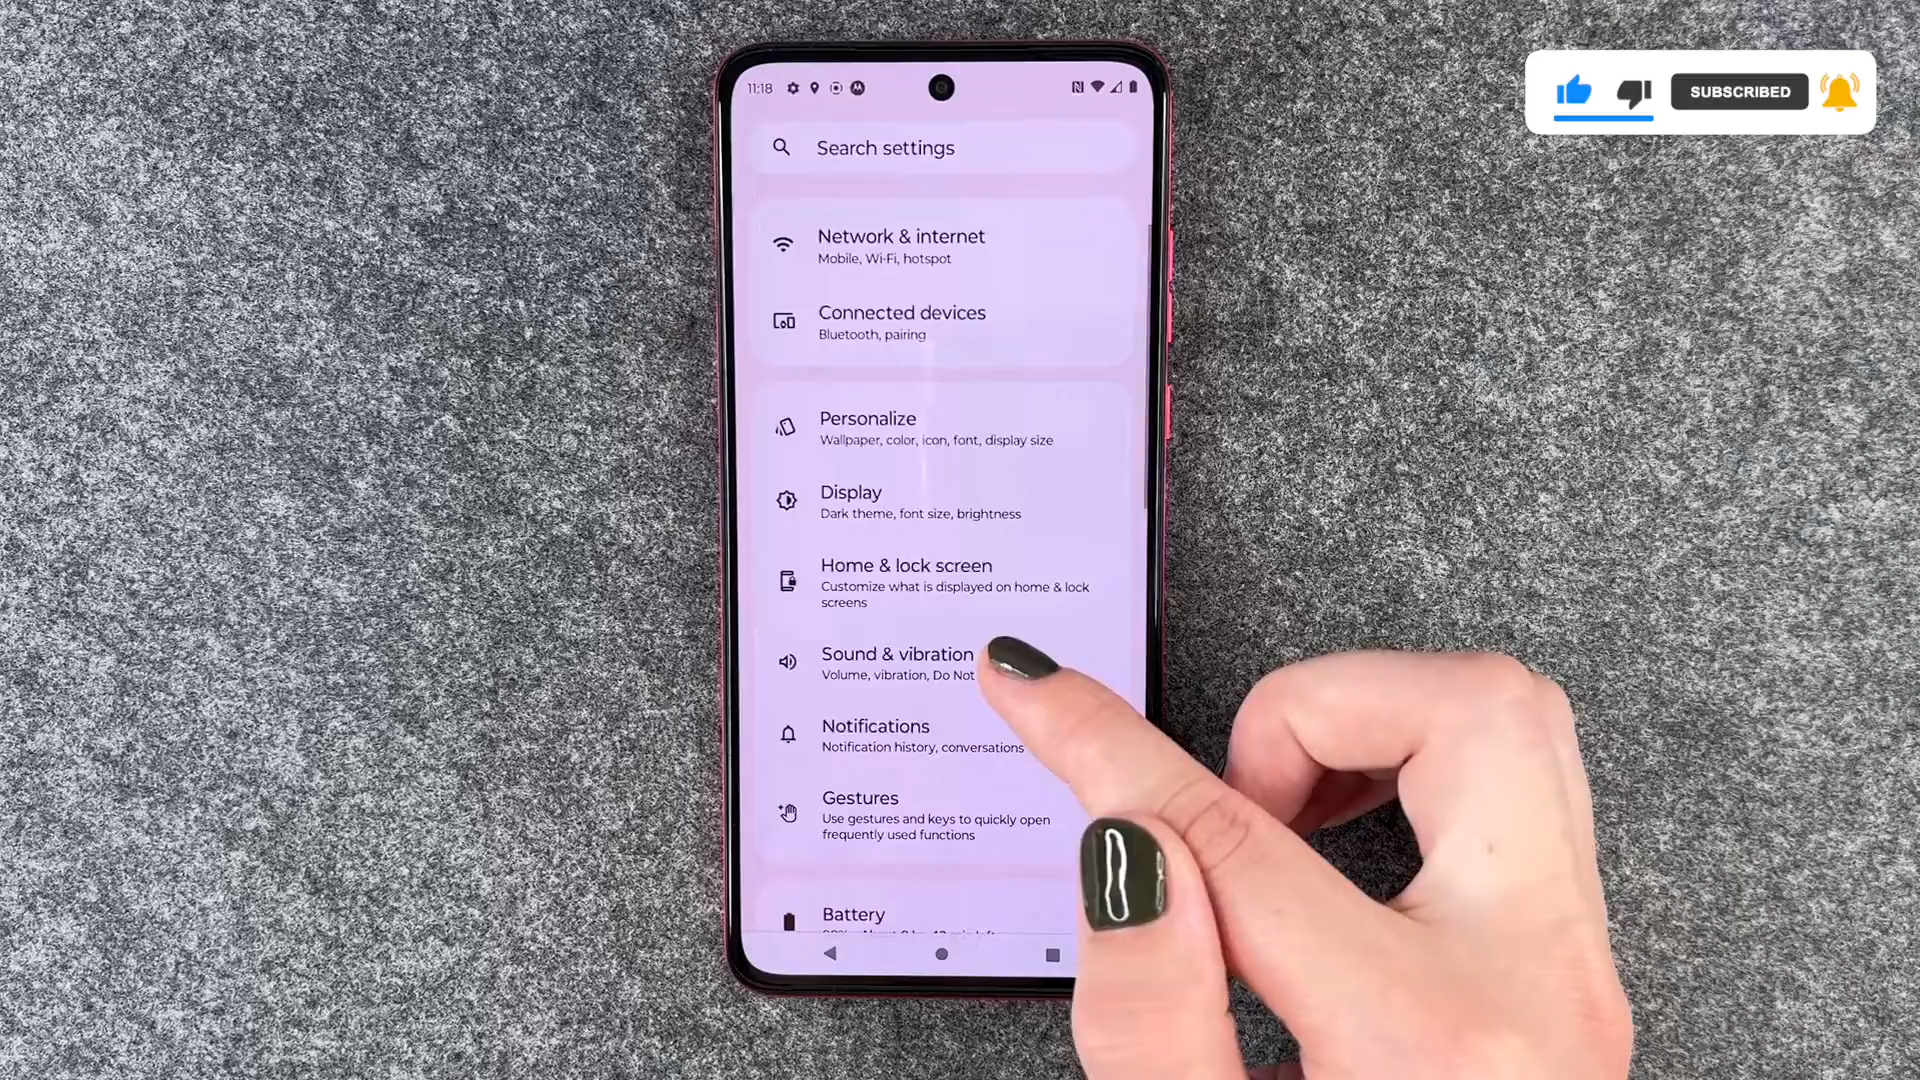 11:18
SUBSCRIBED
Search settings
Network & internet
Mobile, Wi-Fi, hotspot
Connected devices
Bluetooth, pairing
Personalize
Wallpaper, color, icon, font, display size
Display
Dark theme, font size, brightness
Home & lock screen
Customize what is displayed on home & lock
screens
Sound & vibration
Volume, vibration, Do Not
Notifications
Notification history, conversations
Gestures
Use gestures and keys to quickly open
frequently used functions
Battery